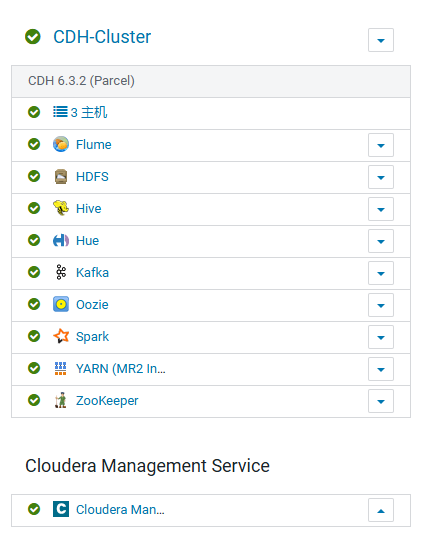 CDH-Cluster
CDH 6.3.2 (Parcel)
3 主机
Flume
HDFS
Hive
Hue
Kafka
Oozie
Spark
YARN (MR2 In...
ZooKeeper
Cloudera Management Service
C Cloudera Man...